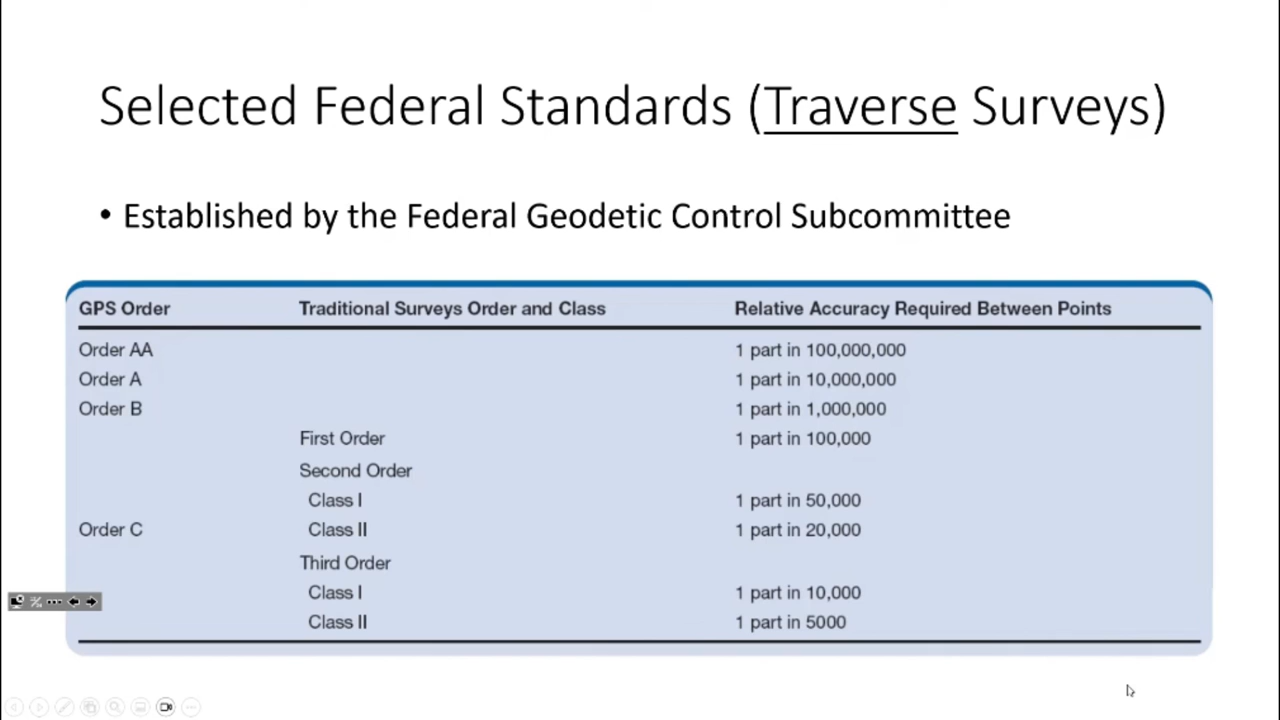 Selected Federal Standards (Traverse Surveys)
• Established by the Federal Geodetic Control Subcommittee
GPS Order Traditional Surveys Order and Class Relative Accuracy Required Between Points
Order AA 1 part in 100,000,000
Order A 1 part in 10,000,000
Order B 1 part in 1,000,000
First Order 1 part in 100,000
Second Order
Class I 1 part in 50,000
Order C Class II 1 part in 20,000
Third Order
Class I 1 part in 10,000
Class II 1 part in 5000